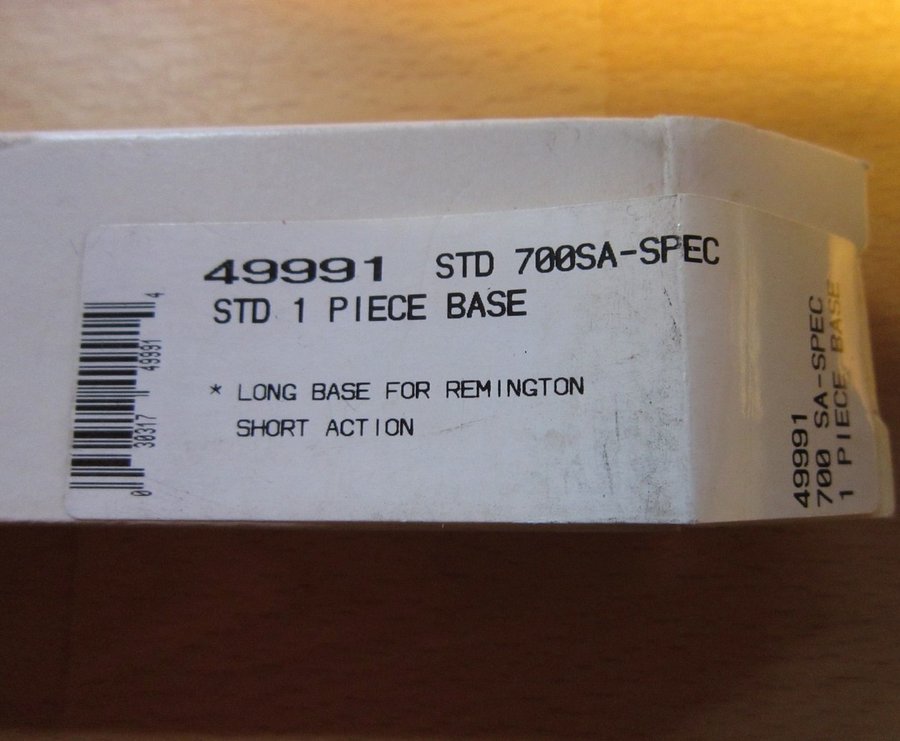 49991 STD 700SA-SPEC
STD 1 PIECE BASE
* LONG BASE FOR REMINGTON
SHORT ACTION
0 30317 49991 4
49991
700 SA-SPEC
1 PIECE BASE